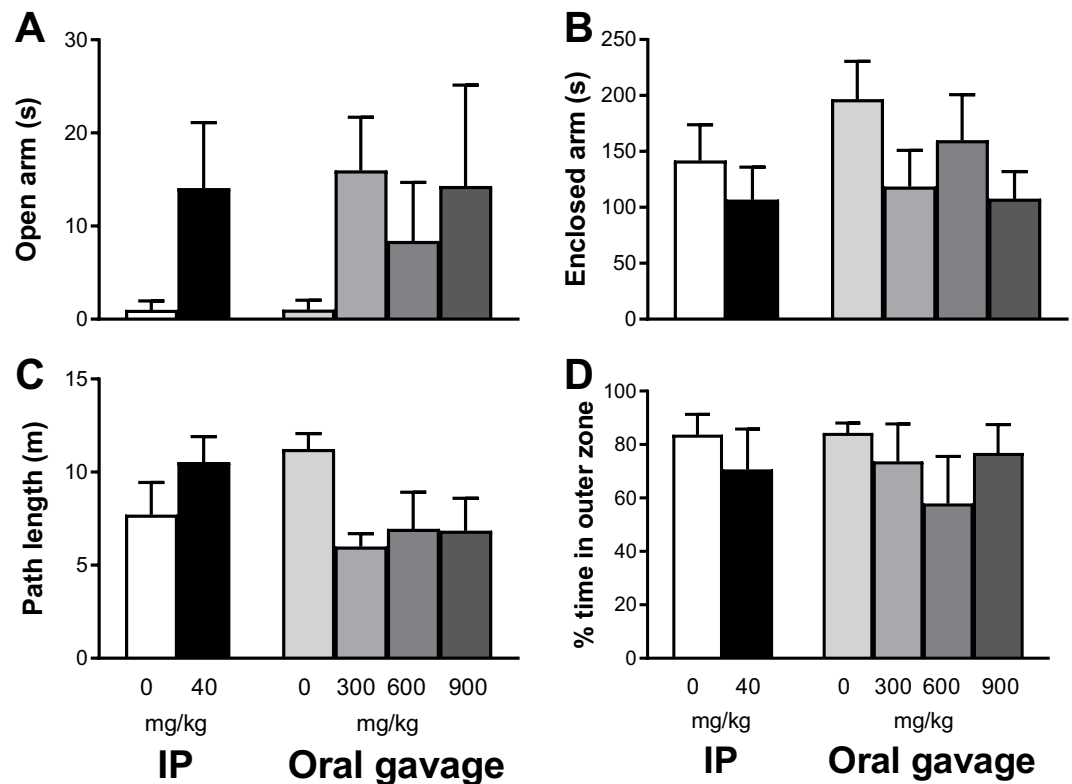 A
Open arm (s)
30
20
10
0
B
Enclosed arm (s)
250
200
150
100
50
0
C
Path length (m)
15
10
5
0
0 40 0 300 600 900
mg/kg mg/kg
IP Oral gavage
D
% time in outer zone
100
80
60
40
20
0
0 40 0 300 600 900
mg/kg mg/kg
IP Oral gavage